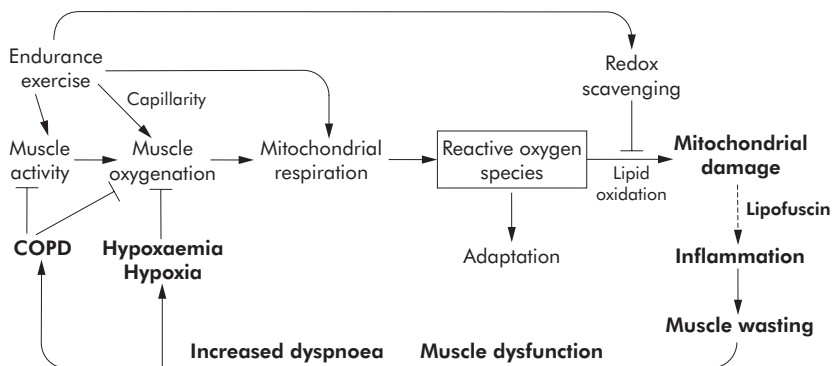 Endurance
exercise
Capillarity
Redox
scavenging
Muscle
activity
Muscle
oxygenation
Mitochondrial
respiration
Reactive oxygen
species
Lipid
oxidation
Mitochondrial
damage
Lipofuscin
COPD
Hypoxaemia
Hypoxia
Adaptation
Inflammation
Muscle wasting
Increased dyspnoea
Muscle dysfunction